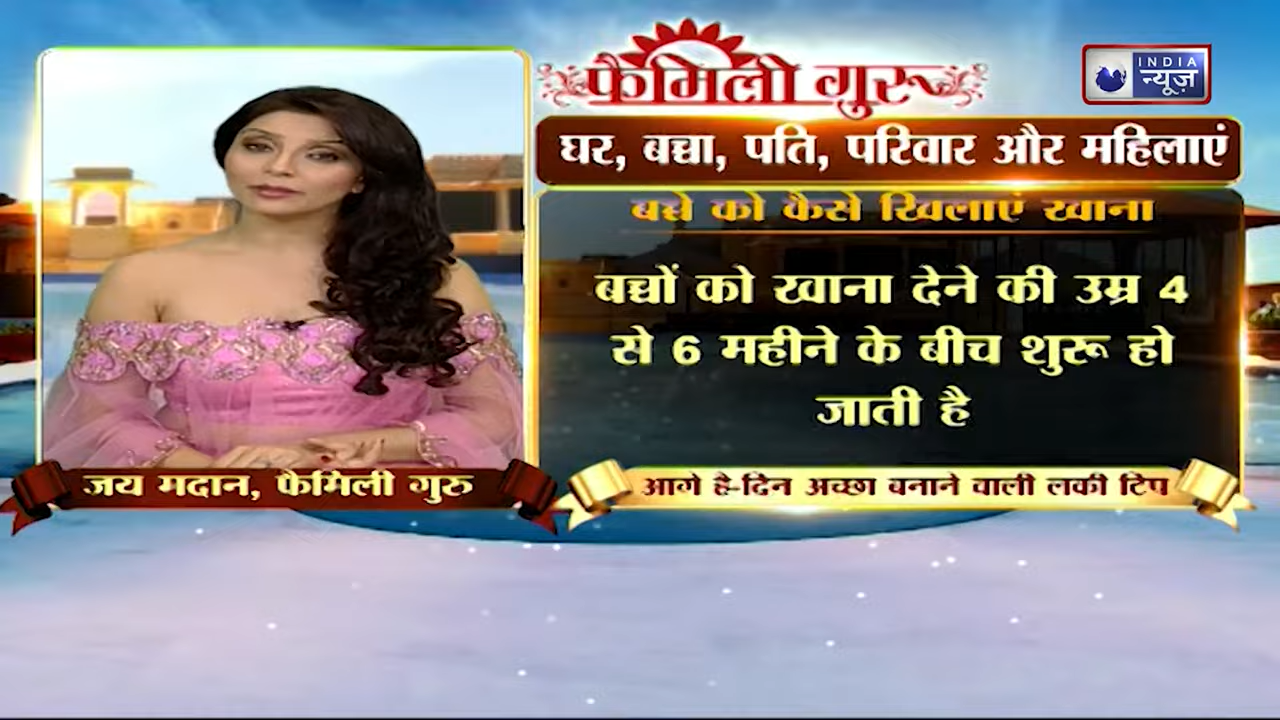 फैमिली गुरु
INDIA
न्यूज़
घर, बच्चा, पति, परिवार और महिलाएं
बच्चे को कैसे खिलाएं खाना
बच्चों को खाना देने की उम्र 4
से 6 महीने के बीच शुरू हो
जाती है
जय मदान, फैमिली गुरु
आगे है-दिन अच्छा बनाने वाली लकी टिप